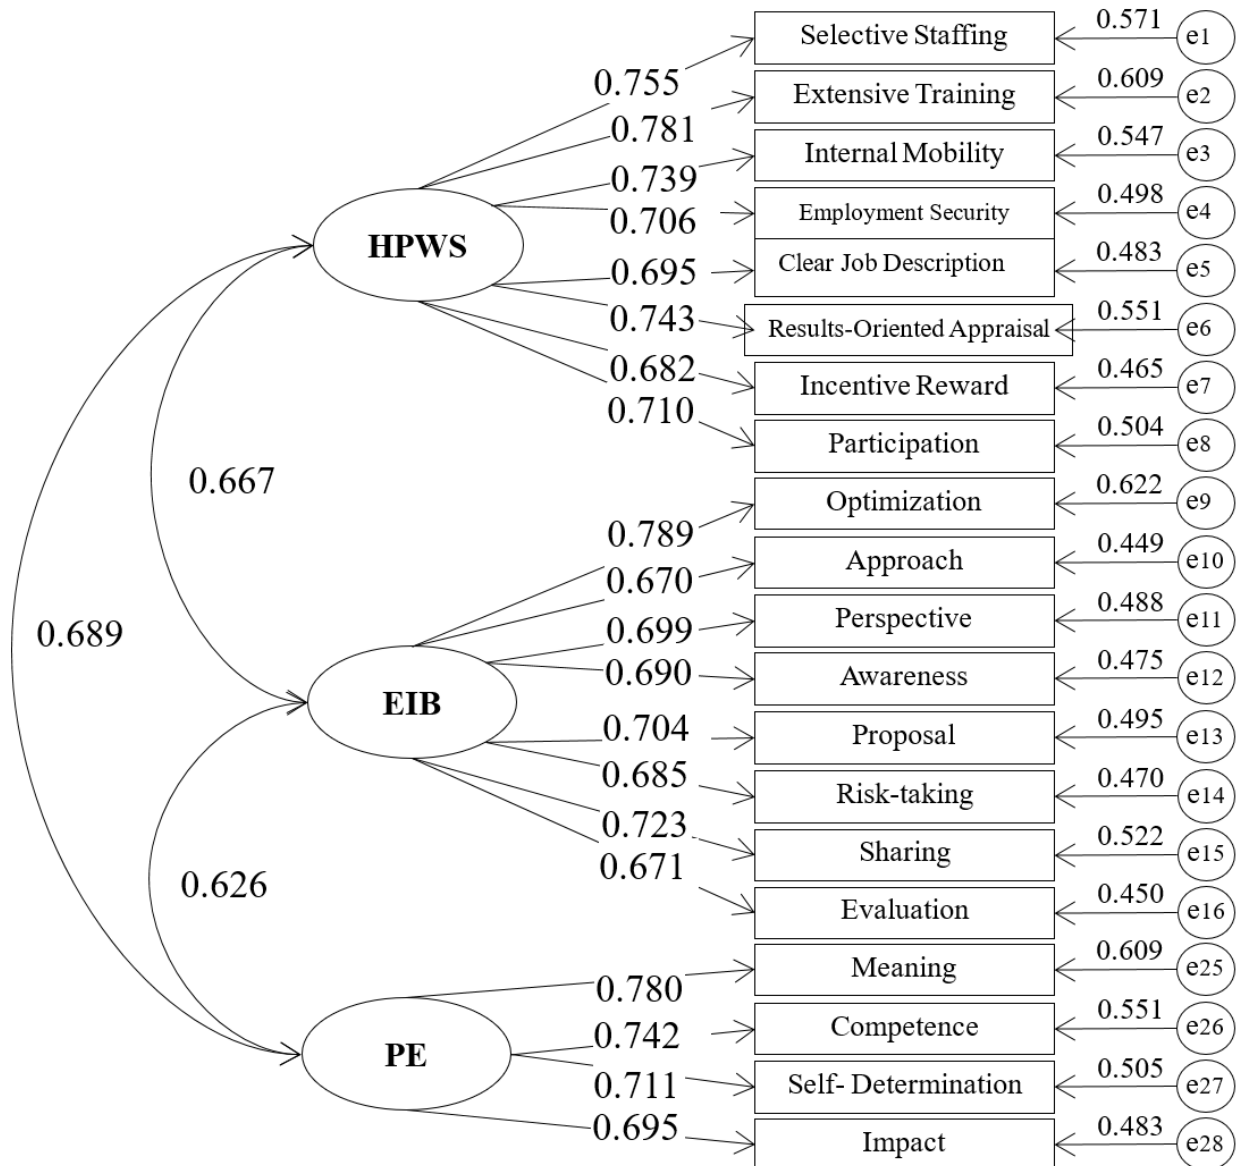 0.755
Selective Staffing
0.571
e1
0.781
Extensive Training
0.609
e2
0.739
Internal Mobility
0.547
e3
0.706
Employment Security
0.498
e4
HPWS
0.695
Clear Job Description
0.483
e5
0.743
Results-Oriented Appraisal
0.551
e6
0.682
Incentive Reward
0.465
e7
0.710
Participation
0.504
e8
0.667
0.789
Optimization
0.622
e9
0.670
Approach
0.449
e10
0.689
0.699
Perspective
0.488
e11
0.690
Awareness
0.475
e12
EIB
0.704
Proposal
0.495
e13
0.685
Risk-taking
0.470
e14
0.723
Sharing
0.522
e15
0.671
Evaluation
0.450
e16
0.626
0.780
Meaning
0.609
e25
0.742
Competence
0.551
e26
PE
0.711
Self- Determination
0.505
e27
0.695
Impact
0.483
e28